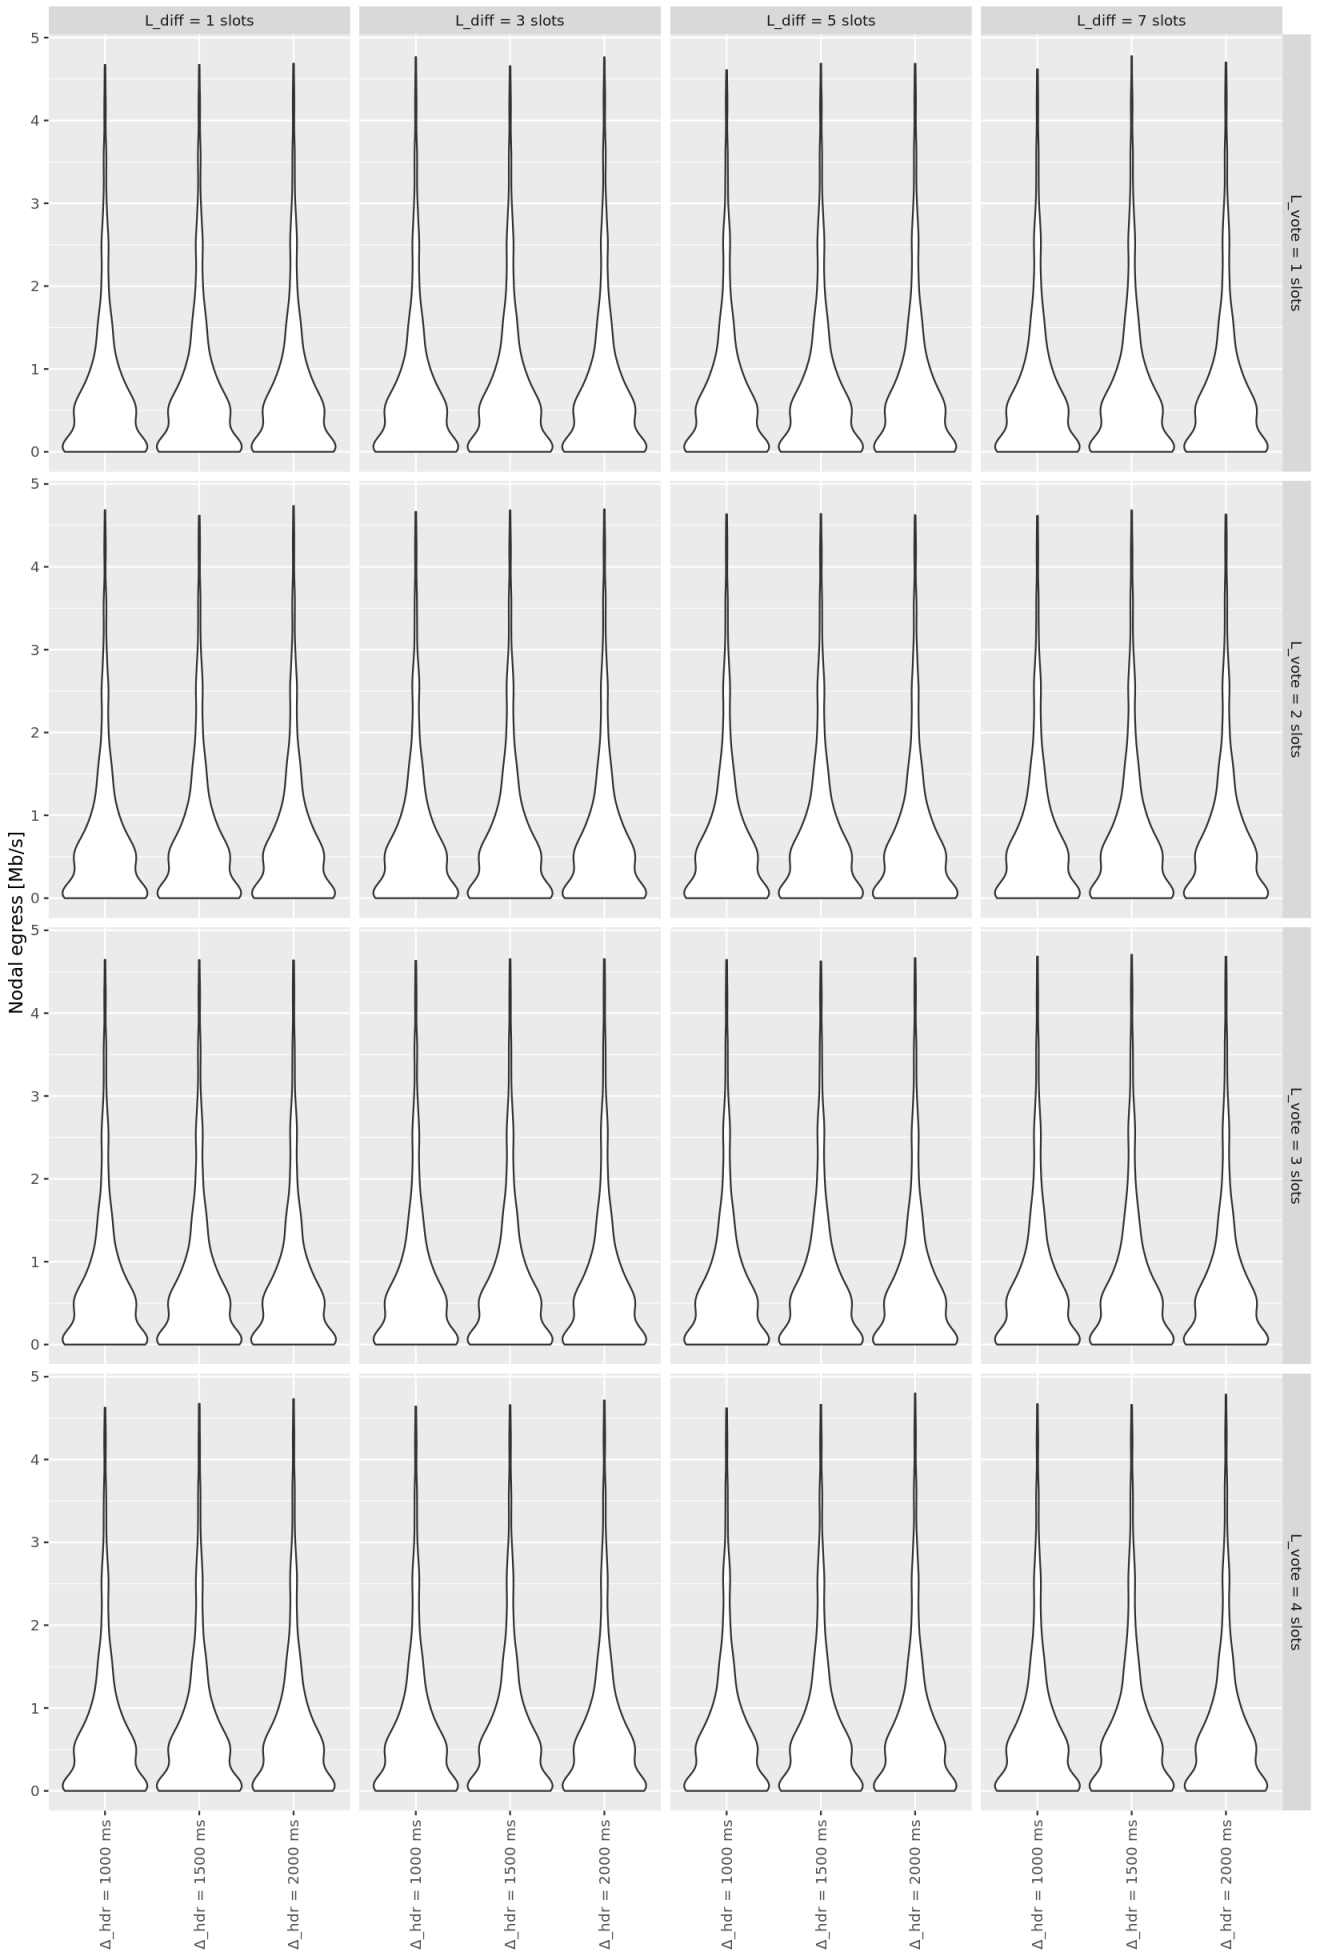 L_diff = 1 slots
L_diff = 3 slots
L_diff = 5 slots
L_diff = 7 slots
Nodal egress [Mb/s]
5
4
3
2
1
0
L_vote = 1 slots
5
4
3
2
1
0
L_vote = 2 slots
5
4
3
2
1
0
L_vote = 3 slots
5
4
3
2
1
0
L_vote = 4 slots
Δ_hdr = 1000 ms
Δ_hdr = 1500 ms
Δ_hdr = 2000 ms
Δ_hdr = 1000 ms
Δ_hdr = 1500 ms
Δ_hdr = 2000 ms
Δ_hdr = 1000 ms
Δ_hdr = 1500 ms
Δ_hdr = 2000 ms
Δ_hdr = 1000 ms
Δ_hdr = 1500 ms
Δ_hdr = 2000 ms